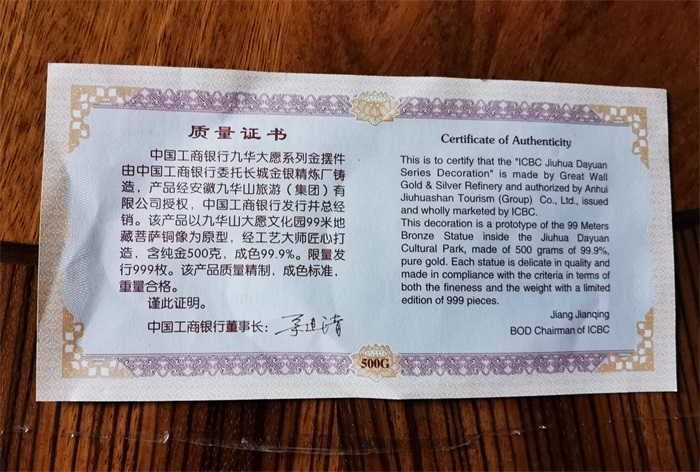 质量证书
中国工商银行九华大愿系列金摆件
由中国工商银行委托长城金银精炼厂铸
造，产品经安徽九华山旅游（集团）有
限公司授权，中国工商银行发行并总经
销。该产品以九华山大愿文化园99米地
藏菩萨铜像为原型，经工艺大师匠心打
造，含纯金500克，成色99.9%。限量发
行999枚。该产品质量精制，成色标准，
重量合格。
谨此证明。
中国工商银行董事长：
Certificate of Authenticity
This is to certify that the "ICBC Jiuhua Dayuan
Series Decoration" is made by Great Wall
Gold & Silver Refinery and authorized by Anhui
Jiuhuashan Tourism (Group) Co., Ltd., issued
and wholly marketed by ICBC.
This decoration is a prototype of the 99 Meters
Bronze Statue inside the Jiuhua Dayuan
Cultural Park, made of 500 grams of 99.9%,
pure gold. Each statue is delicate in quality and
made in compliance with the criteria in terms of
both the fineness and the weight with a limited
edition of 999 pieces.
Jiang Jianqing
BOD Chairman of ICBC
500G